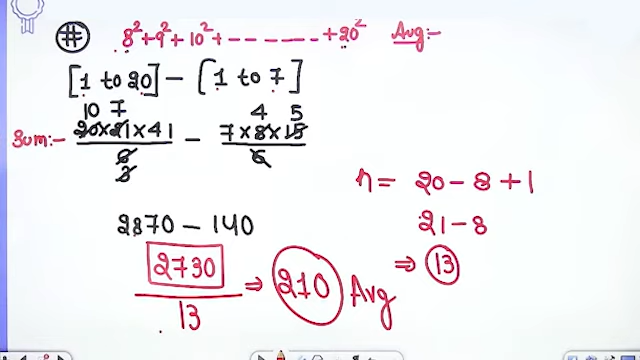 # 8²+9²+10²+-------+20² Avg:-
[1 to 20] - [1 to 7]
10 7 4 5
Sum:- 20×21×41 - 7×8×15
6 6
3
n = 20-8+1
2870-140 21-8
2730 ⇒ 210 Avg ⇒ 13
13